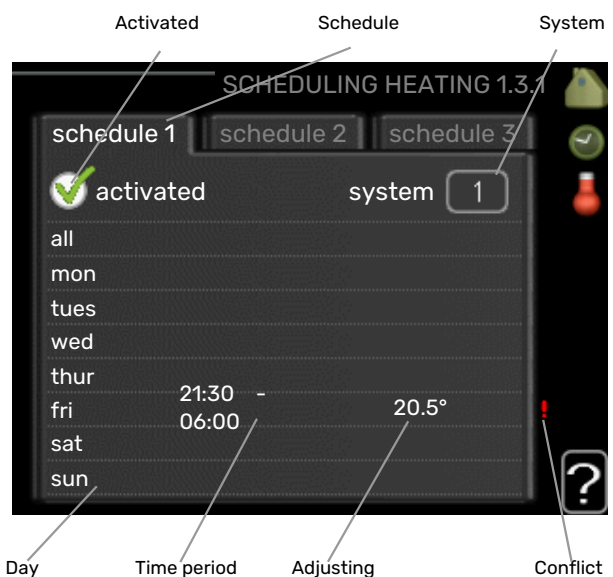 Activated Schedule System
SCHEDULING HEATING 1.3.1
schedule 1 schedule 2 schedule 3
activated system 1
all
mon
tues
wed
thur
fri 21:30 - 06:00 20.5° !
sat
sun
?
Day Time period Adjusting Conflict